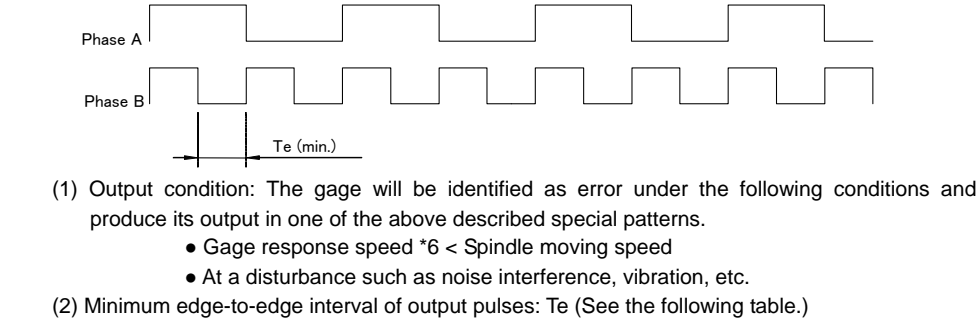 Phase A
Phase B
Te (min.)
(1) Output condition: The gage will be identified as error under the following conditions and
produce its output in one of the above described special patterns.
● Gage response speed *6 < Spindle moving speed
● At a disturbance such as noise interference, vibration, etc.
(2) Minimum edge-to-edge interval of output pulses: Te (See the following table.)